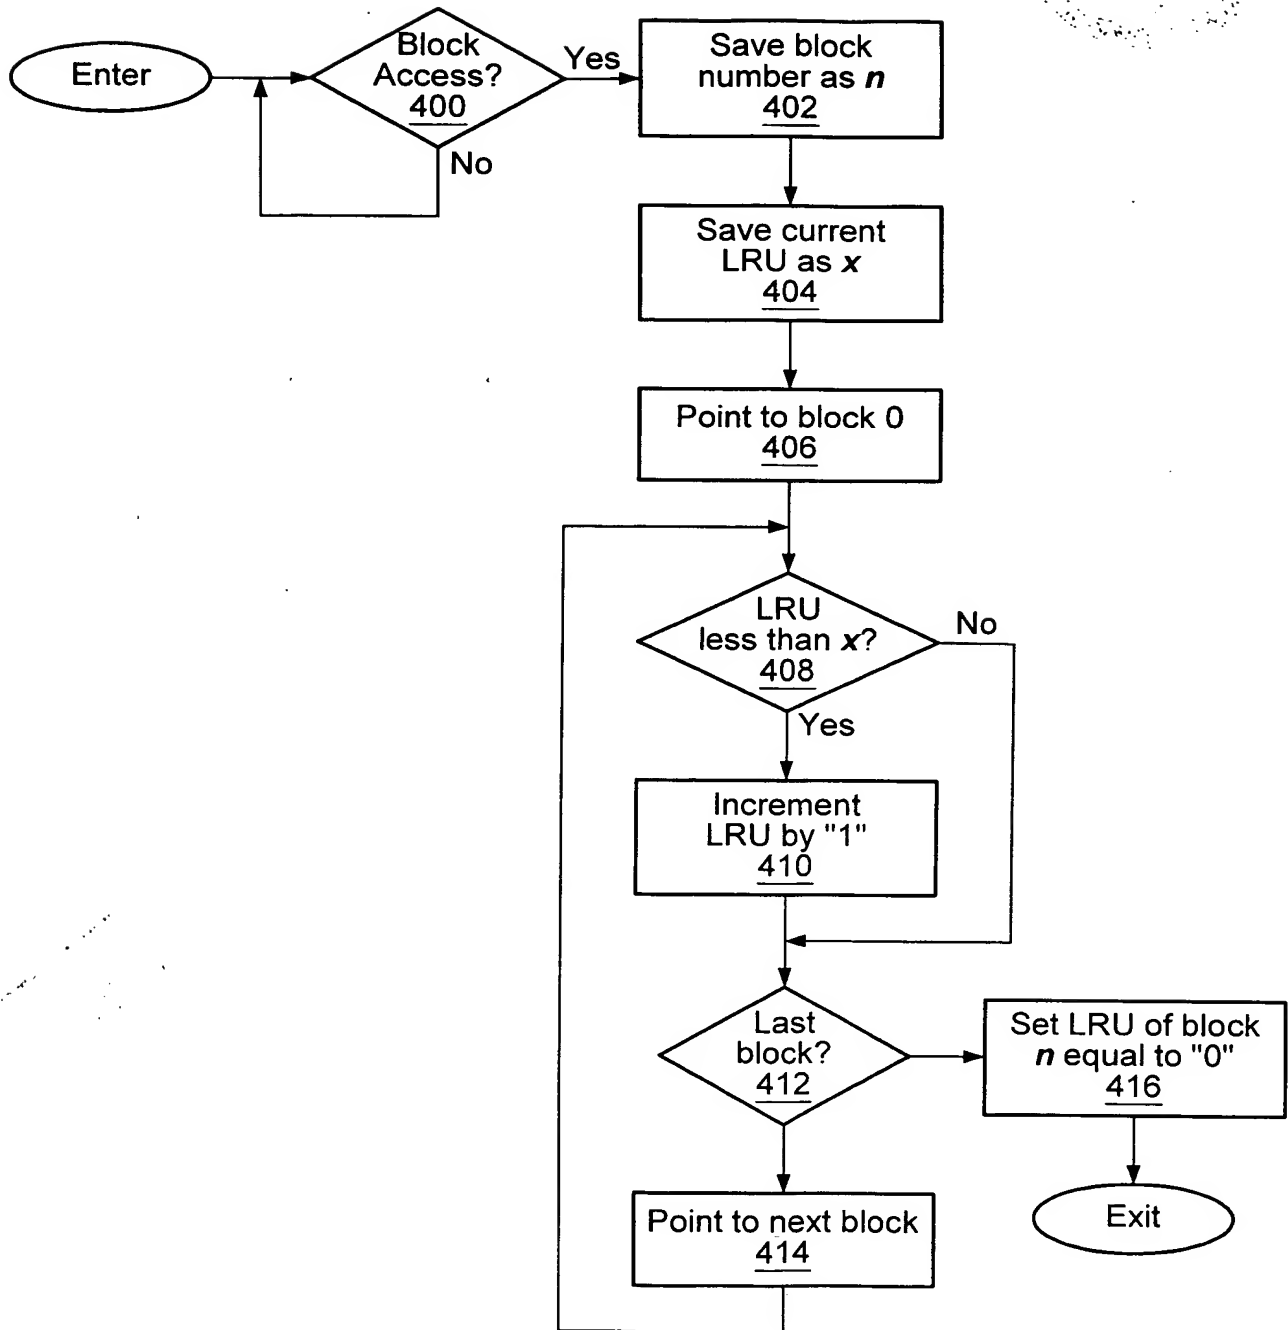 Enter
Block
Access?
400
Yes
No
Save block
number as n
402
Save current
LRU as x
404
Point to block 0
406
LRU
less than x?
408
No
Yes
Increment
LRU by "1"
410
Last
block?
412
Set LRU of block
n equal to "0"
416
Point to next block
414
Exit